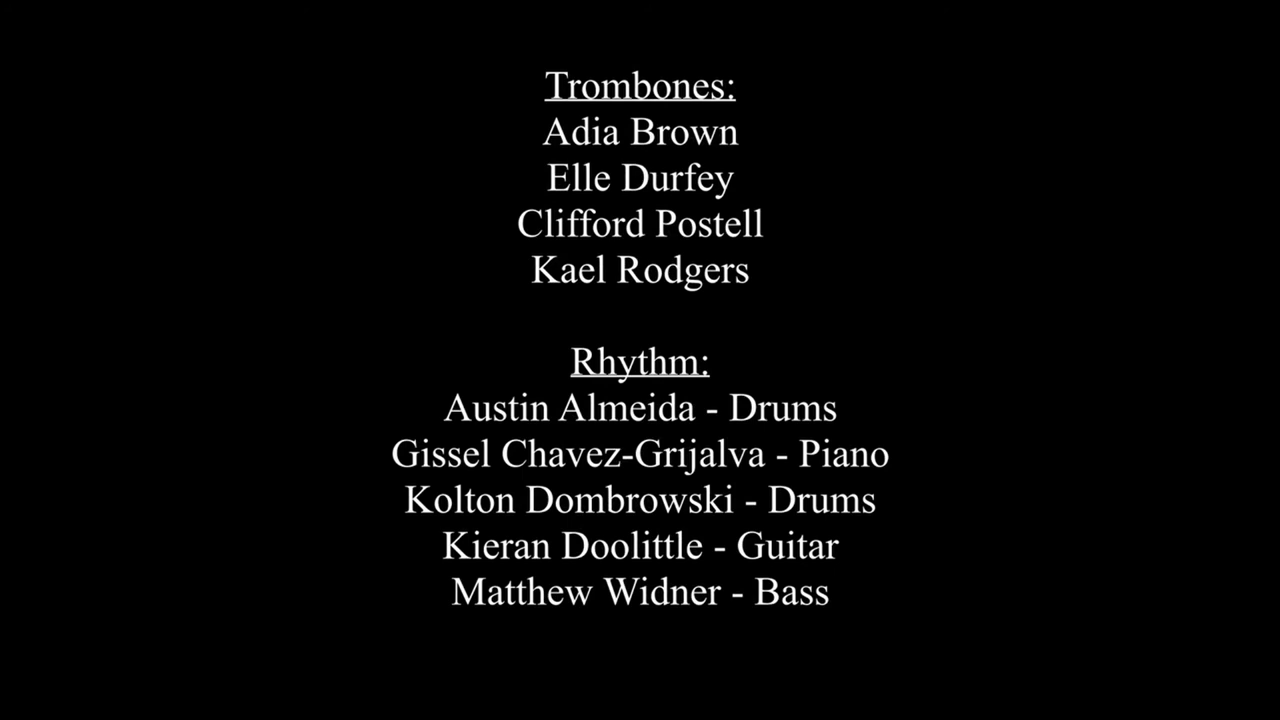 Trombones:
Adia Brown
Elle Durfey
Clifford Postell
Kael Rodgers
Rhythm:
Austin Almeida - Drums
Gissel Chavez-Grijalva - Piano
Kolton Dombrowski - Drums
Kieran Doolittle - Guitar
Matthew Widner - Bass